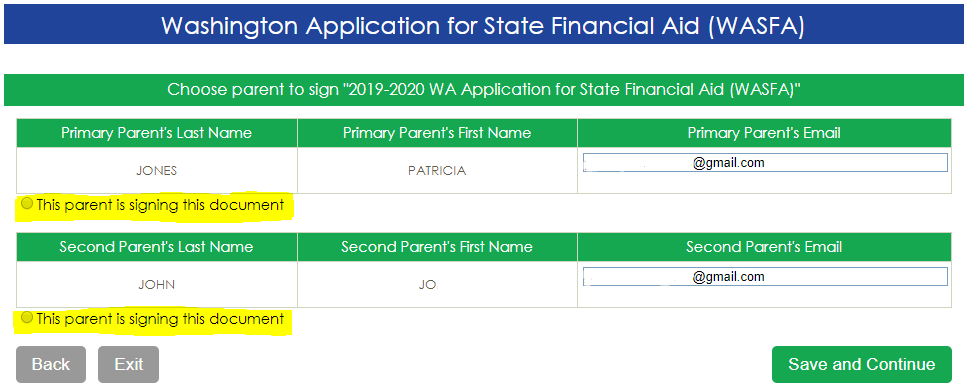 Washington Application for State Financial Aid (WASFA)
Choose parent to sign "2019-2020 WA Application for State Financial Aid (WASFA)"
Primary Parent's Last Name Primary Parent's First Name Primary Parent's Email
JONES PATRICIA @gmail.com
This parent is signing this document
Second Parent's Last Name Second Parent's First Name Second Parent's Email
JOHN JO @gmail.com
This parent is signing this document
Back Exit Save and Continue